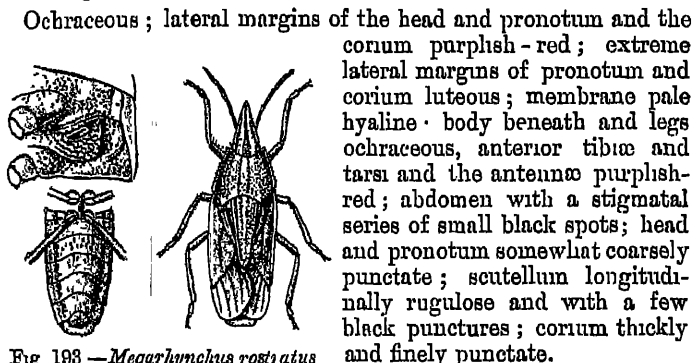 Ochraceous ; lateral margins of the head and pronotum and the
corium purplish-red ; extreme
lateral margins of pronotum and
corium luteous ; membrane pale
hyaline · body beneath and legs
ochraceous, anterior tibiæ and
tarsi and the antennæ purplish-
red ; abdomen with a stigmatal
series of small black spots; head
and pronotum somewhat coarsely
punctate ; scutellum longitudi-
nally rugulose and with a few
black punctures ; corium thickly
and finely punctate.
Fig 193 —Megarhynchus rostratus